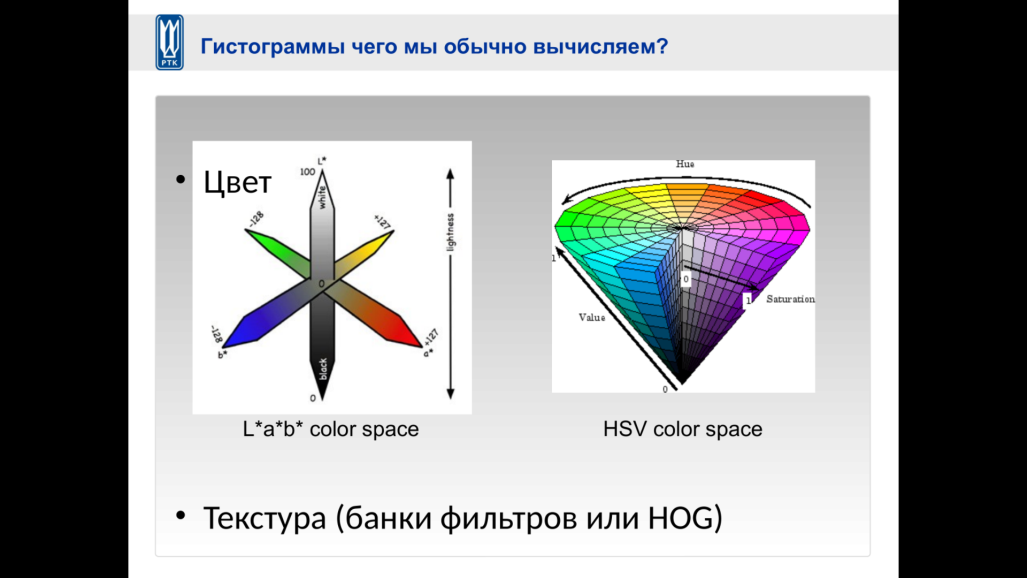 РТК
Гистограммы чего мы обычно вычисляем?
• Цвет
L*
100
white
-128
+127
lightness
0
-128
b*
+127
a*
black
0
Hue
1
0
1
Saturation
Value
0
L*a*b* color space
HSV color space
• Текстура (банки фильтров или HOG)